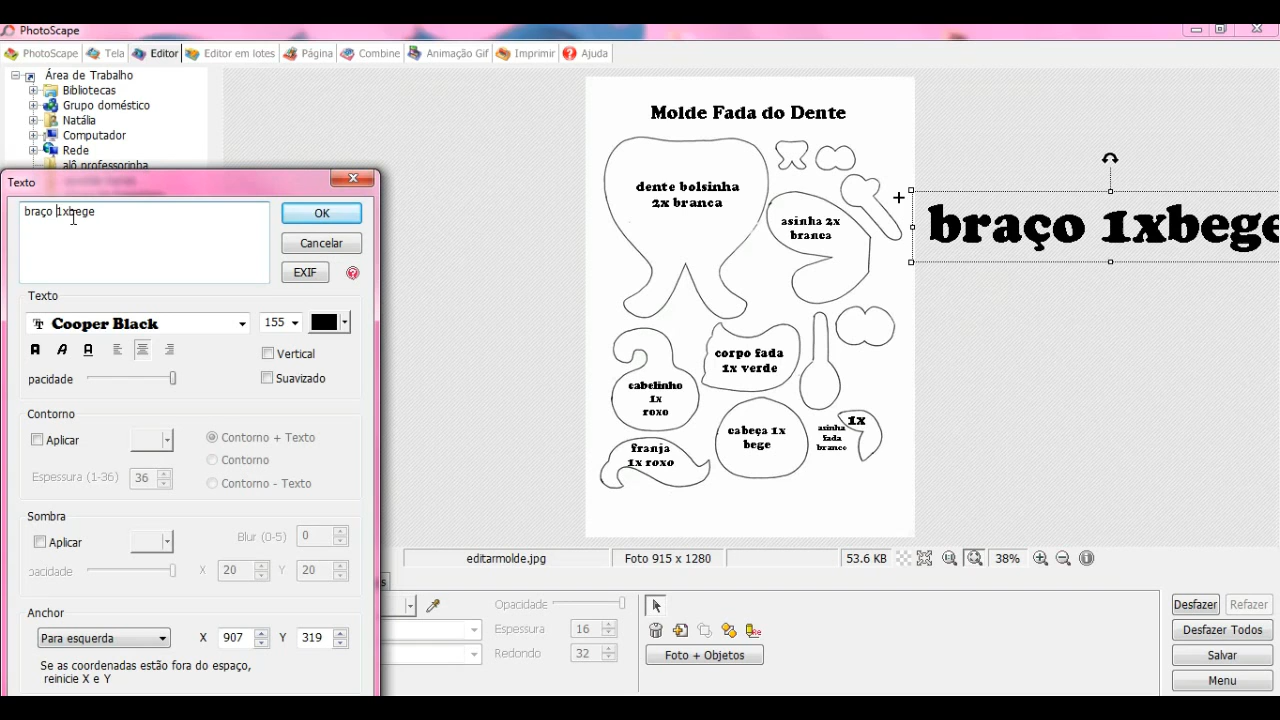 PhotoScape
PhotoScape
Tela
Editor
Editor em lotes
Página
Combine
Animação Gif
Imprimir
Ajuda
Área de Trabalho
Bibliotecas
Grupo doméstico
Natália
Computador
Rede
alô professorinha
Texto
braço 1xbege
OK
Cancelar
EXIF
Texto
Cooper Black
155
Vertical
Suavizado
pacidade
Contorno
Aplicar
Contorno + Texto
Contorno
Contorno - Texto
Espessura (1-36)
36
Sombra
Aplicar
Blur (0-5)
0
pacidade
X
20
Y
20
Anchor
Para esquerda
X
907
Y
319
Se as coordenadas estão fora do espaço,
reinicie X e Y
Molde Fada do Dente
dente bolsinha
2x branca
asinha 2x
branca
corpo fada
1x verde
cabelinho
1x
roxo
cabeça 1x
bege
franja
1x roxo
asinha
fada
branco
1x
braço 1xbege
editarmolde.jpg
Foto 915 x 1280
53.6 KB
38%
Opacidade
Espessura
16
Redondo
32
Foto + Objetos
Desfazer
Refazer
Desfazer Todos
Salvar
Menu